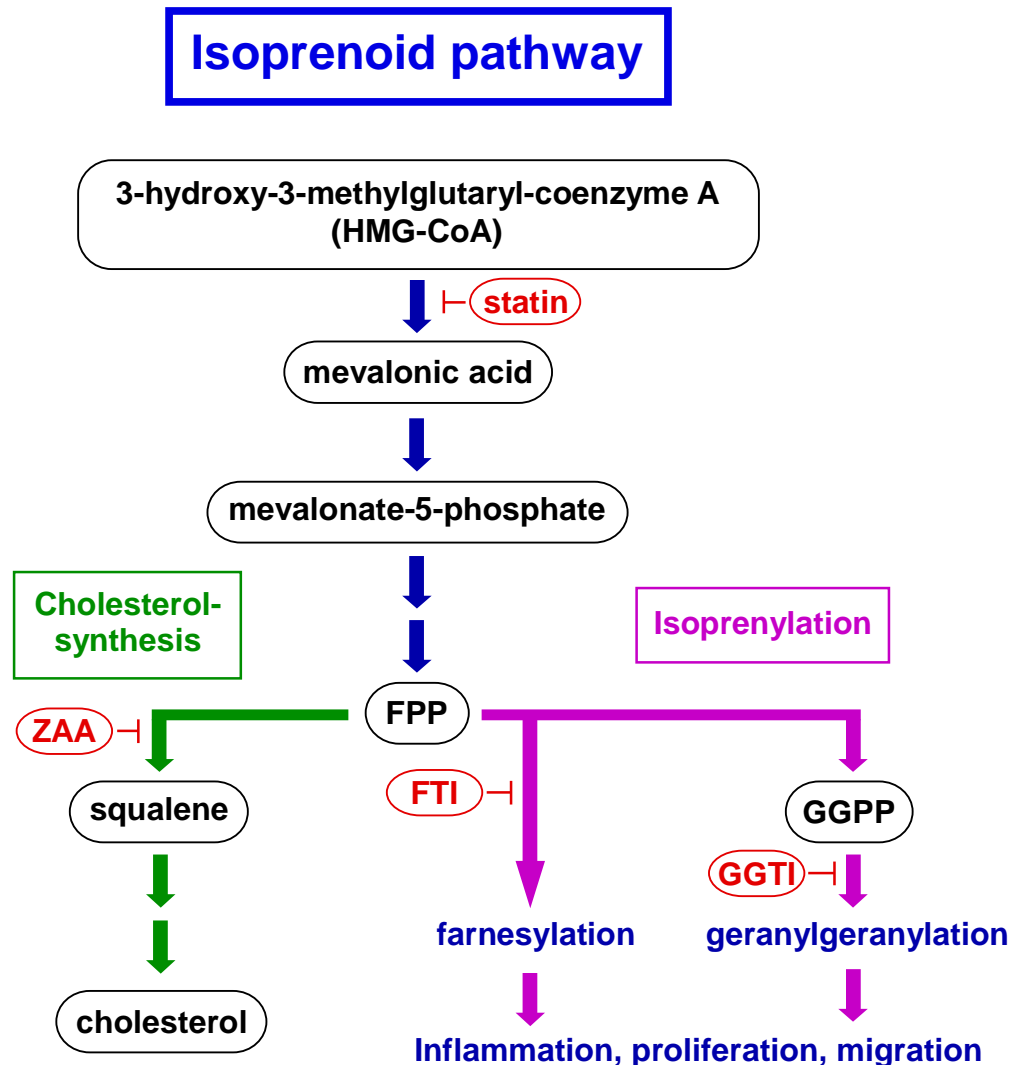 Isoprenoid pathway
3-hydroxy-3-methylglutaryl-coenzyme A
(HMG-CoA)
statin
mevalonic acid
mevalonate-5-phosphate
Cholesterol-
synthesis
Isoprenylation
FPP
ZAA
FTI
squalene
GGPP
GGTI
farnesylation
geranylgeranylation
cholesterol
Inflammation, proliferation, migration